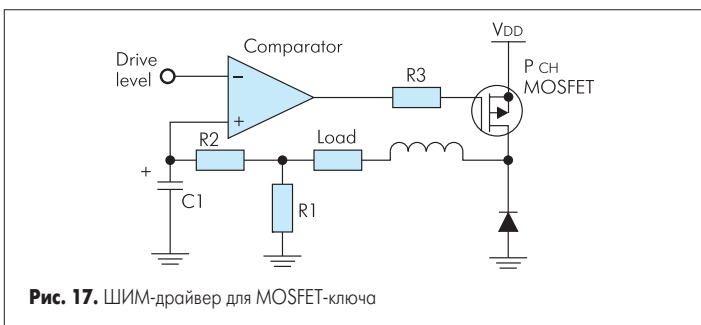 Comparator
Drive
level
−
+
R3
VDD
P CH
MOSFET
R2
Load
+
C1
R1
Рис. 17. ШИМ-драйвер для MOSFET-ключа